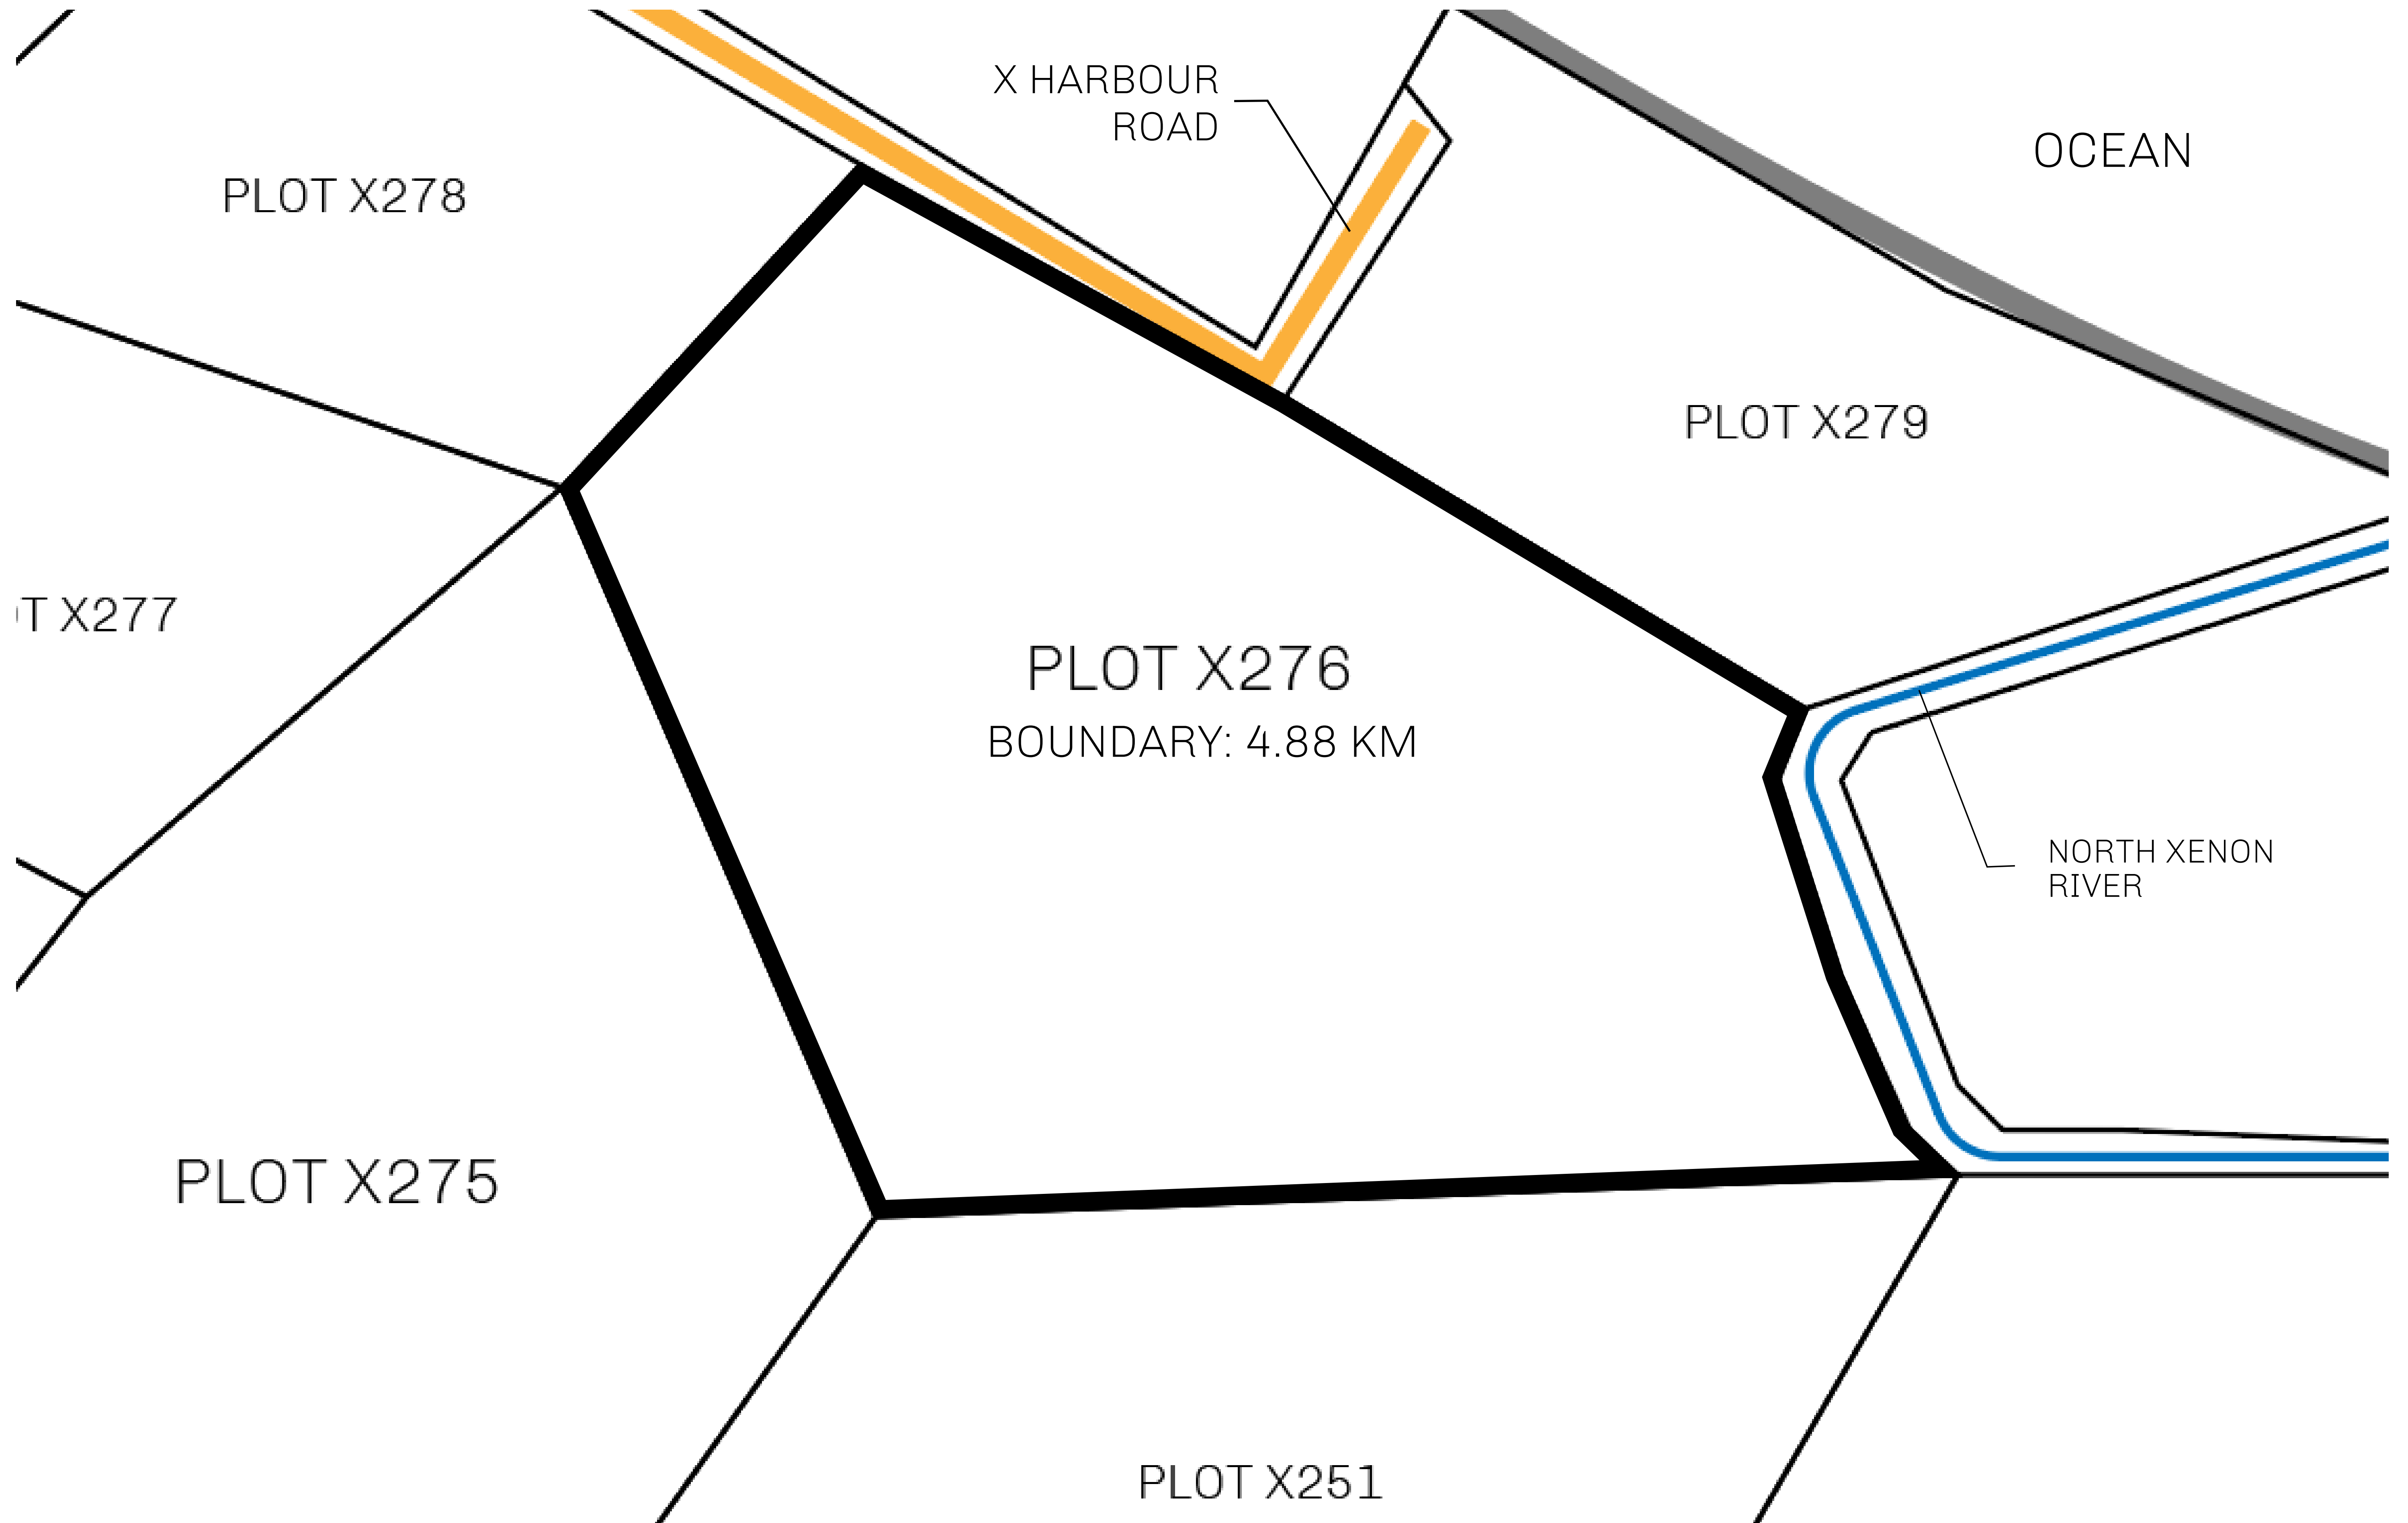 X HARBOUR
ROAD
OCEAN
PLOT X278
PLOT X279
T X277
PLOT X276
BOUNDARY: 4.88 KM
NORTH XENON
RIVER
PLOT X275
PLOT X251